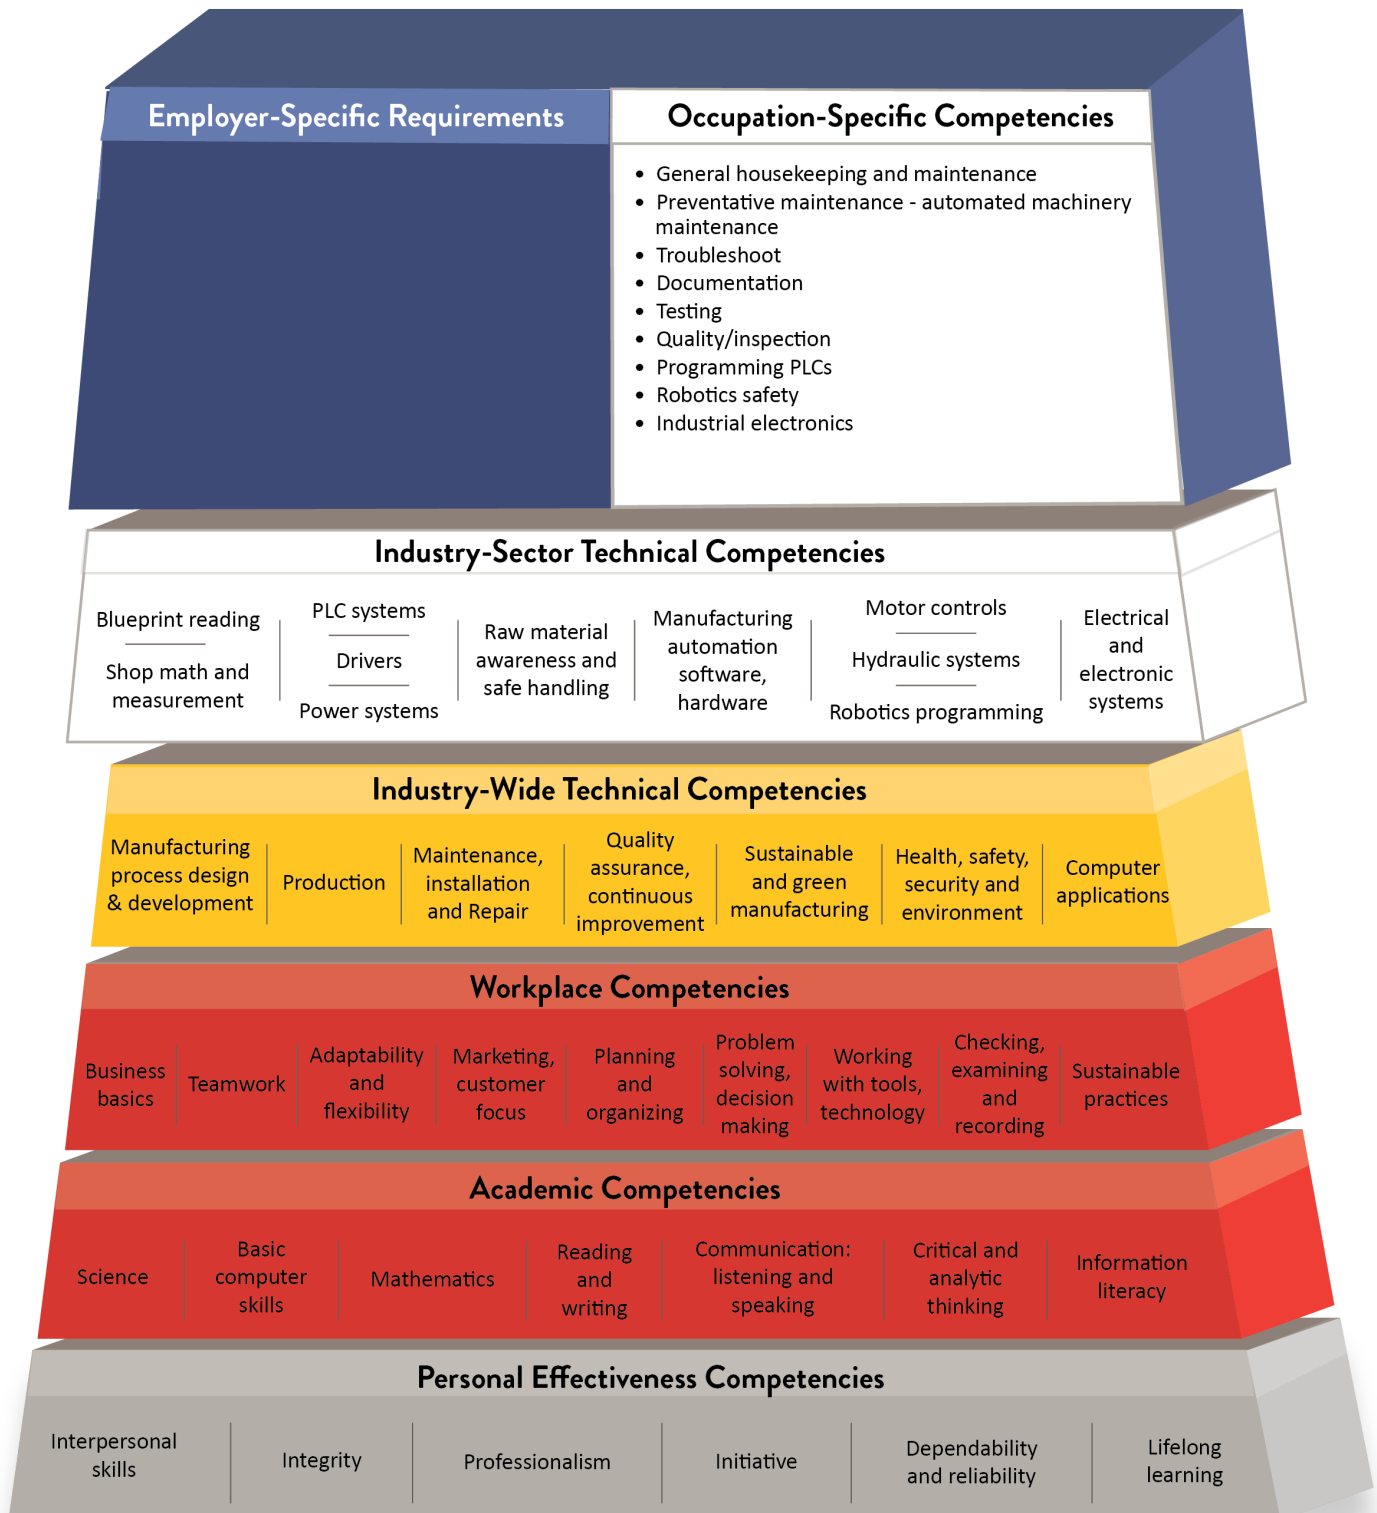 Employer-Specific Requirements
Occupation-Specific Competencies
• General housekeeping and maintenance
• Preventative maintenance - automated machinery
maintenance
• Troubleshoot
• Documentation
• Testing
• Quality/inspection
• Programming PLCs
• Robotics safety
• Industrial electronics
Industry-Sector Technical Competencies
Blueprint reading
Shop math and
measurement
PLC systems
Drivers
Power systems
Raw material
awareness and
safe handling
Manufacturing
automation
software,
hardware
Motor controls
Hydraulic systems
Robotics programming
Electrical
and
electronic
systems
Industry-Wide Technical Competencies
Manufacturing
process design
& development
Production
Maintenance,
installation
and Repair
Quality
assurance,
continuous
improvement
Sustainable
and green
manufacturing
Health, safety,
security and
environment
Computer
applications
Workplace Competencies
Business
basics
Teamwork
Adaptability
and
flexibility
Marketing,
customer
focus
Planning
and
organizing
Problem
solving,
decision
making
Working
with tools,
technology
Checking,
examining
and
recording
Sustainable
practices
Academic Competencies
Science
Basic
computer
skills
Mathematics
Reading
and
writing
Communication:
listening and
speaking
Critical and
analytic
thinking
Information
literacy
Personal Effectiveness Competencies
Interpersonal
skills
Integrity
Professionalism
Initiative
Dependability
and reliability
Lifelong
learning